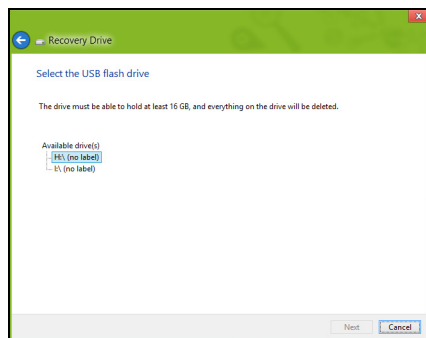 Recovery Drive
Select the USB flash drive
The drive must be able to hold at least 16 GB, and everything on the drive will be deleted.
Available drive(s)
H:\ (no label)
I:\ (no label)
Next Cancel